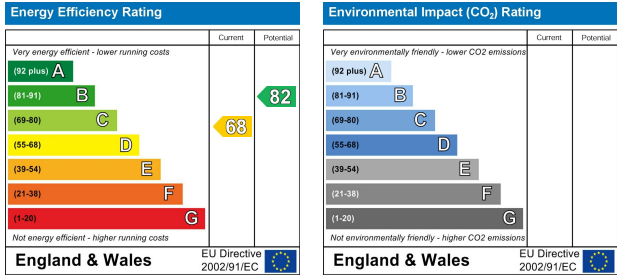 Energy Efficiency Rating
Current Potential
Very energy efficient - lower running costs
(92 plus) A
(81-91) B
82
(69-80) C
68
(55-68) D
(39-54) E
(21-38) F
(1-20) G
Not energy efficient - higher running costs
England & Wales
EU Directive
2002/91/EC
Environmental Impact (CO2) Rating
Current Potential
Very environmentally friendly - lower CO2 emissions
(92 plus) A
(81-91) B
(69-80) C
(55-68) D
(39-54) E
(21-38) F
(1-20) G
Not environmentally friendly - higher CO2 emissions
England & Wales
EU Directive
2002/91/EC